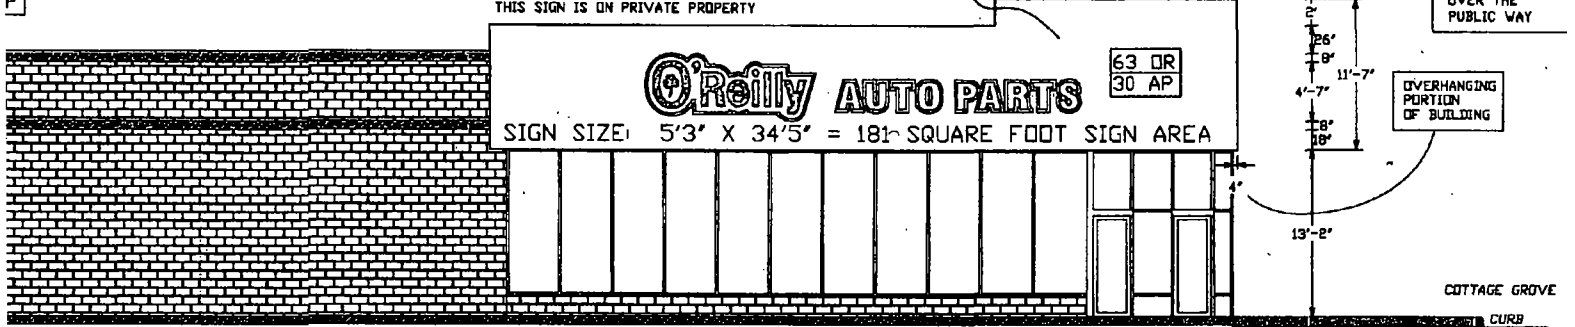 P
THIS SIGN IS ON PRIVATE PROPERTY
OVER THE
PUBLIC WAY
2'
26"
8"
4'-7"
11'-7"
8"
18"
O'Reilly AUTO PARTS
63 OR
30 AP
OVERHANGING
PORTION
OF BUILDING
SIGN SIZE: 5'3" X 34'5" = 181 SQUARE FOOT SIGN AREA
4"
13'-2"
COTTAGE GROVE
CURB